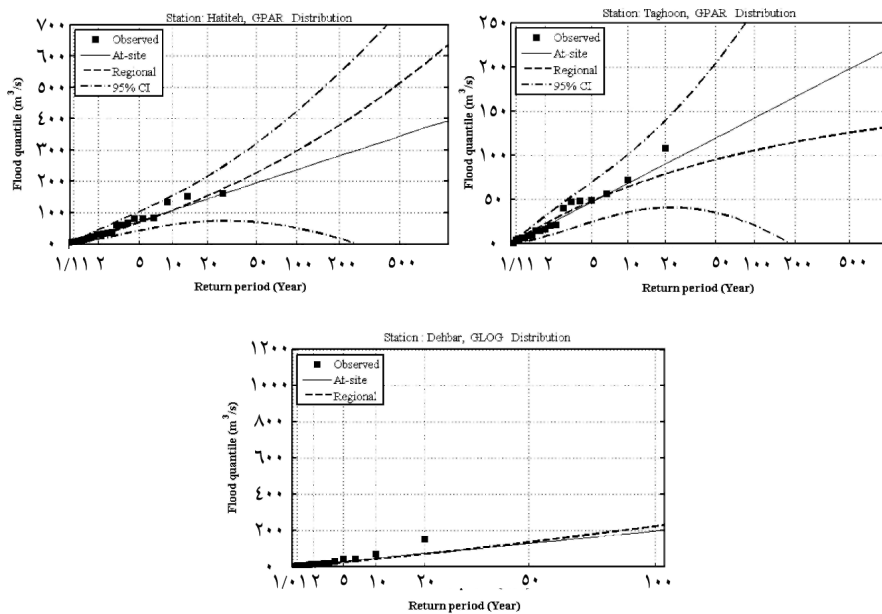 Station: Hatiteh, GPAR Distribution
Flood quantile (m³/s)
۷۰۰
۶۰۰
۵۰۰
۴۰۰
۳۰۰
۲۰۰
۱۰۰
۰
Observed
At-site
Regional
95% CI
۱/۱۱ ۲ ۵ ۱۰ ۲۰ ۱۰۰ ۲۰۰ ۵۰۰
Return period (Year)
Station: Taghoon, GPAR Distribution
Flood quantile (m³/s)
۲۵۰
۲۰۰
۱۵۰
۱۰۰
۵۰
۰
Observed
At-site
Regional
95% CI
۱/۱۱ ۲ ۵ ۱۰ ۲۰ ۱۰۰ ۲۰۰ ۵۰۰
Return period (Year)
Station: Dehbar, GLOG Distribution
Flood quantile (m³/s)
۱۲۰۰
۱۰۰۰
۸۰۰
۶۰۰
۴۰۰
۲۰۰
۰
Observed
At-site
Regional
۱/۰۱ ۲ ۵ ۱۰ ۲۰ ۵۰ ۱۰۰
Return period (Year)